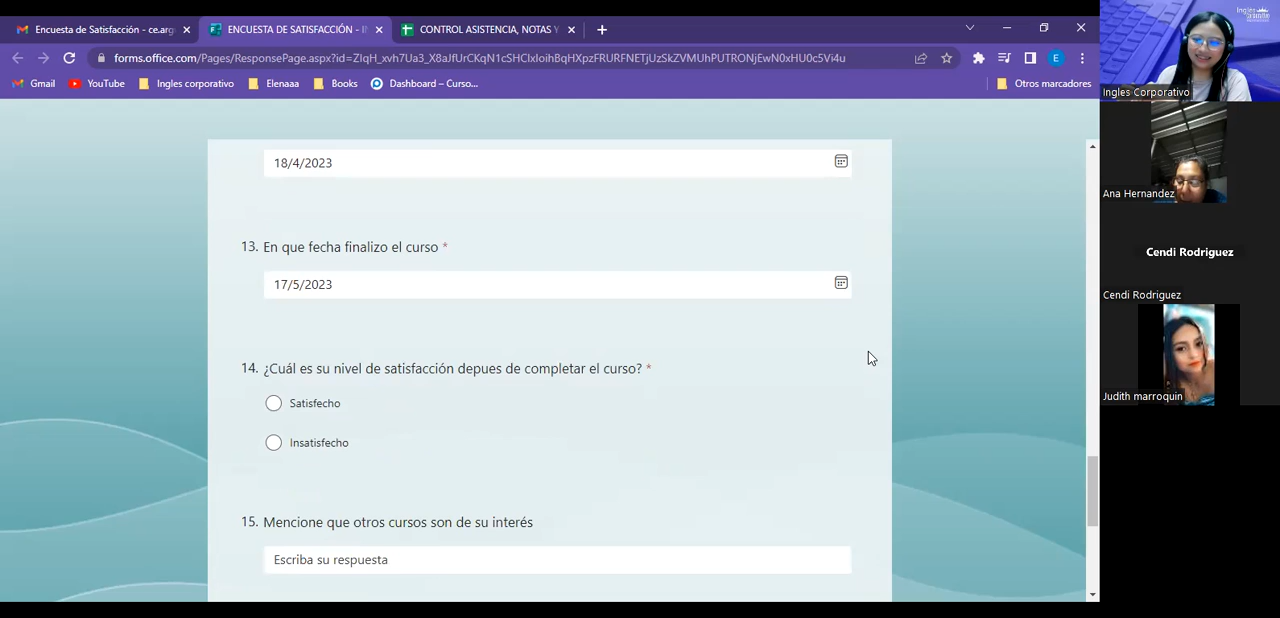 Encuesta de Satisfacción - ce.arg
ENCUESTA DE SATISFACCIÓN - I
CONTROL ASISTENCIA, NOTAS Y
forms.office.com/Pages/ResponsePage.aspx?id=
E
Gmail
YouTube
Ingles corporativo
Elenaaa
Books
Dashboard – Curso...
Otros marcadores
18/4/2023
13. En que fecha finalizo el curso *
17/5/2023
14. ¿Cuál es su nivel de satisfacción depues de completar el curso? *
Satisfecho
Insatisfecho
15. Mencione que otros cursos son de su interés
Escriba su respuesta
Ingles
Ingles Corporativo
Ana Hernandez
Cendi Rodriguez
Cendi Rodriguez
Judith marroquin